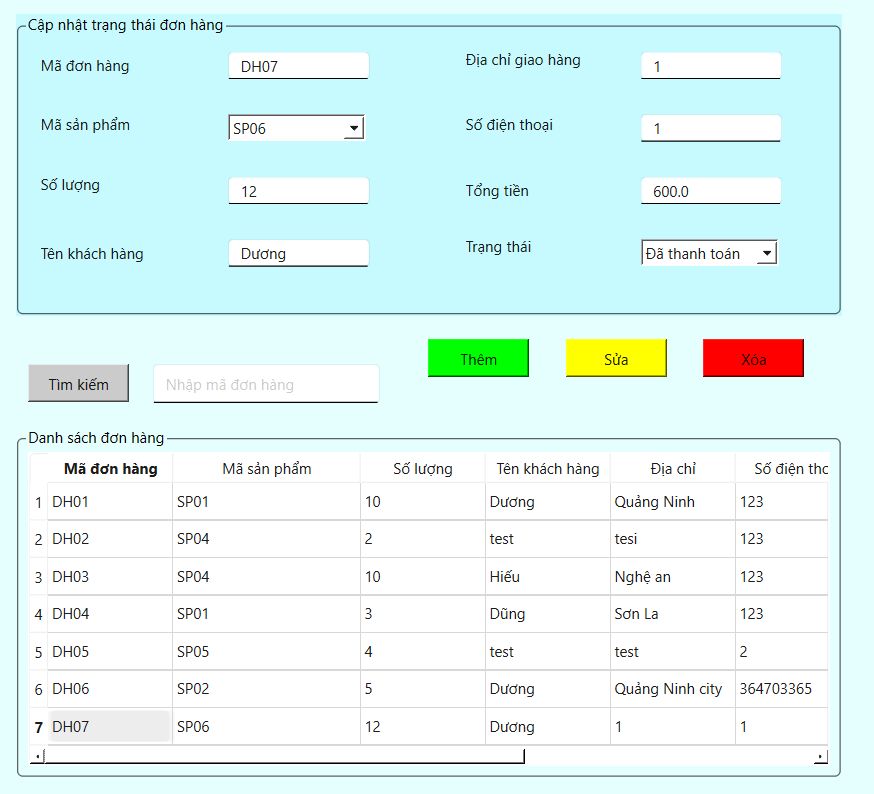 Cập nhật trạng thái đơn hàng
Mã đơn hàng DH07 Địa chỉ giao hàng 1
Mã sản phẩm SP06 Số điện thoại 1
Số lượng 12 Tổng tiền 600.0
Tên khách hàng Dương Trạng thái Đã thanh toán
Thêm Sửa Xóa
Tìm kiếm Nhập mã đơn hàng
Danh sách đơn hàng
Mã đơn hàng Mã sản phẩm Số lượng Tên khách hàng Địa chỉ Số điện tho
1 DH01 SP01 10 Dương Quảng Ninh 123
2 DH02 SP04 2 test tesi 123
3 DH03 SP04 10 Hiếu Nghệ an 123
4 DH04 SP01 3 Dũng Sơn La 123
5 DH05 SP05 4 test test 2
6 DH06 SP02 5 Dương Quảng Ninh city 364703365
7 DH07 SP06 12 Dương 1 1